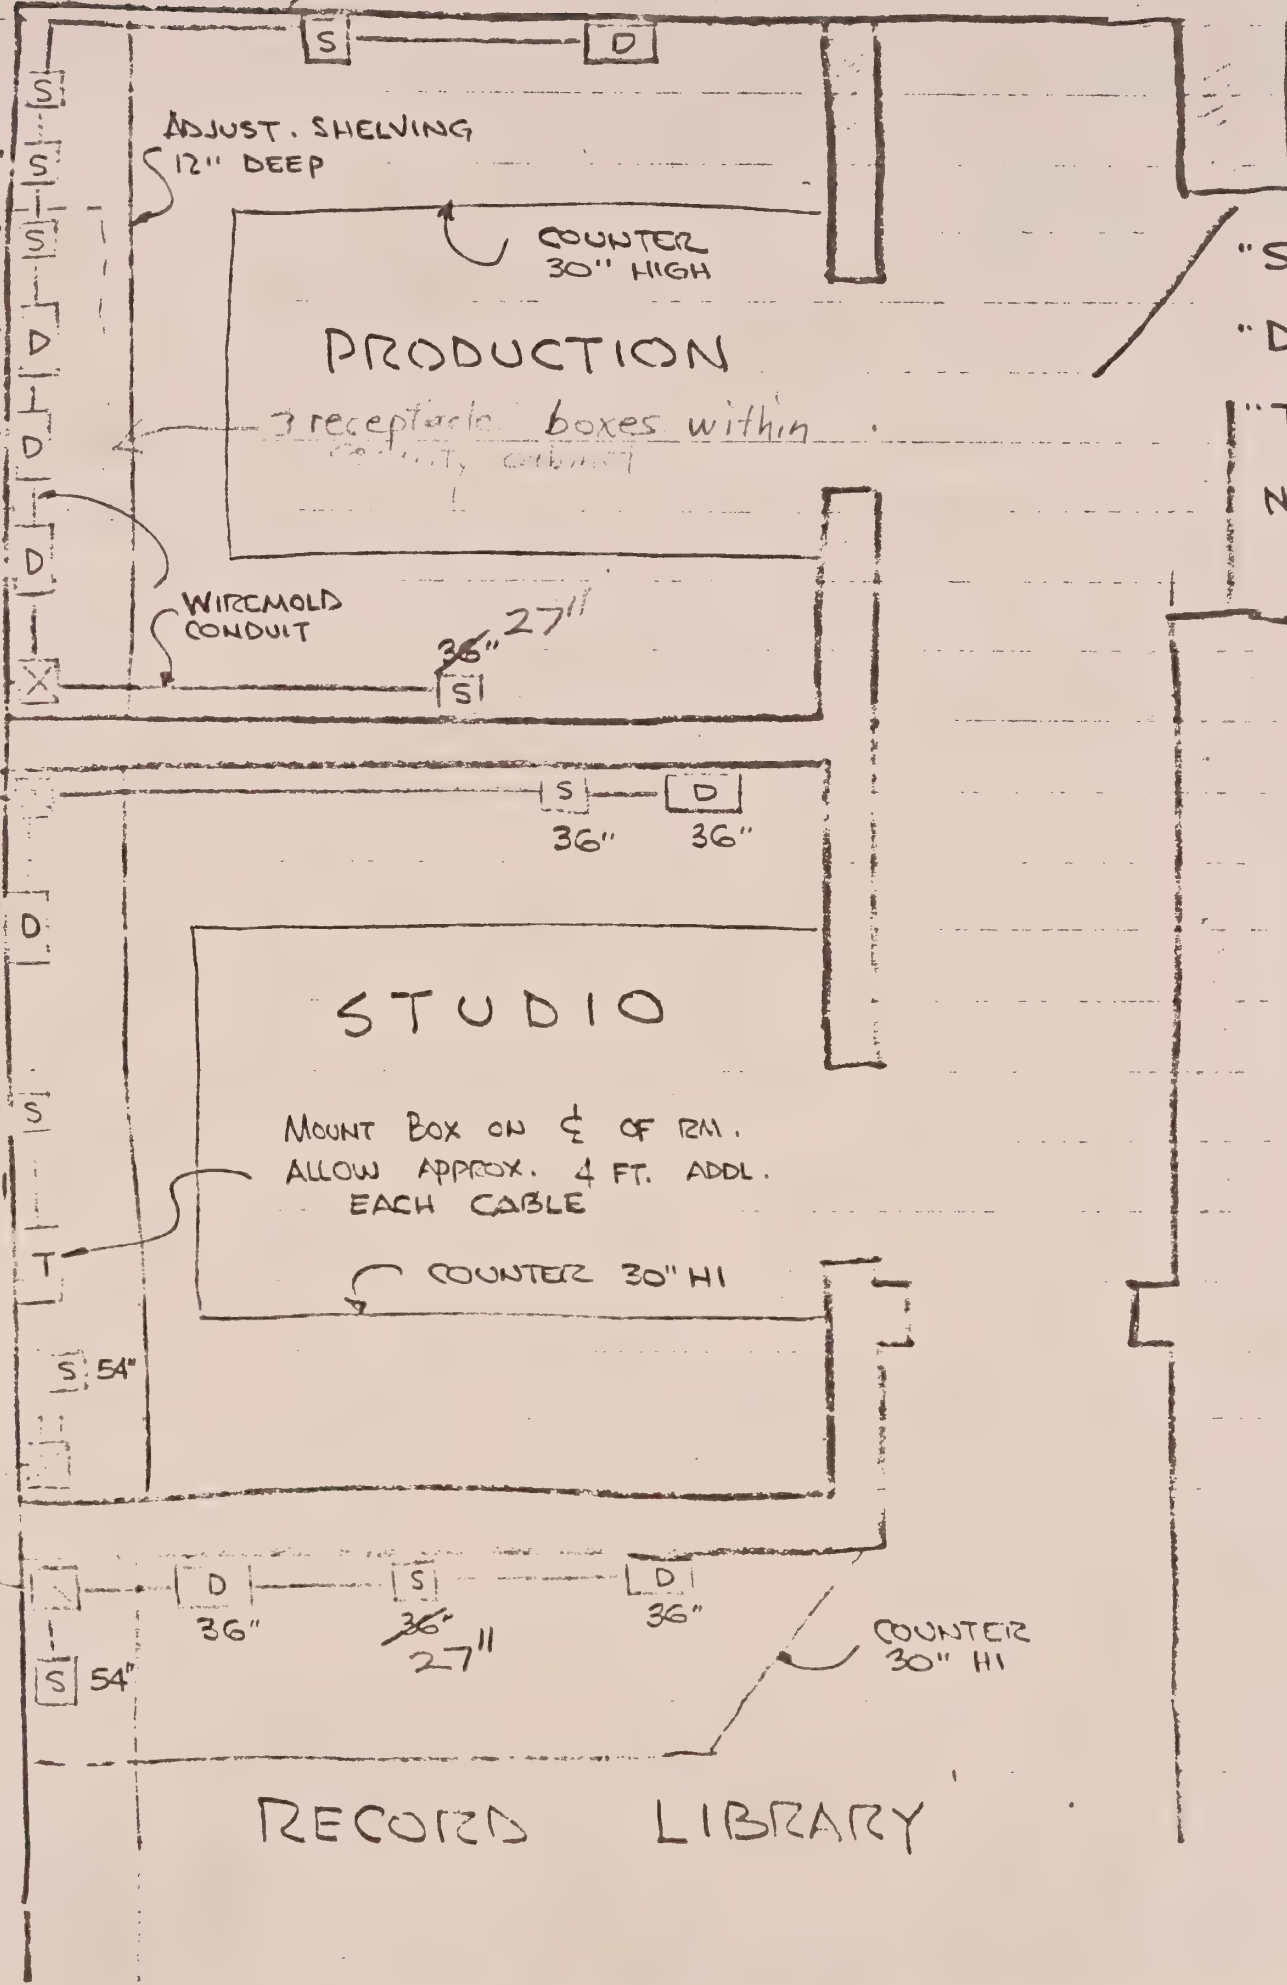 S D
S
ADJUST. SHELVING
12" DEEP
S
S
COUNTER
30" HIGH
"S
D
PRODUCTION
"D
D
3 receptacle boxes within
"T
N
D
WIREMOLD
CONDUIT
36" 27"
S
S D
36" 36"
D
STUDIO
S
MOUNT BOX ON ℄ OF RM.
ALLOW APPROX. 4 FT. ADDL.
EACH CABLE
T
COUNTER 30" HI
S 54"
D S D
36" 36" 36"
27"
COUNTER
30" HI
S 54"
RECORD LIBRARY